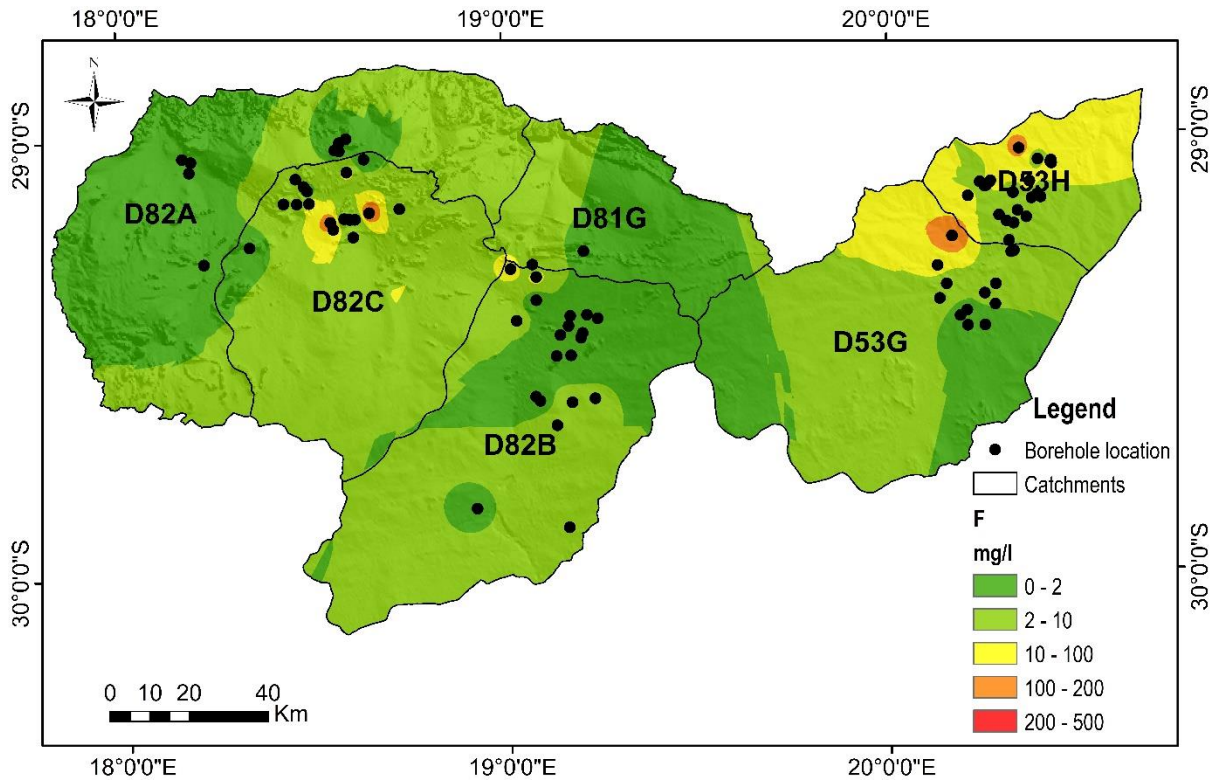 18°0'0"E 19°0'0"E 20°0'0"E
N
29°0'0"S
29°0'0"S
D53H
D82A
D81G
D82C
D53G
Legend
Borehole location
D82B
Catchments
F
mg/l
30°0'0"S
30°0'0"S
0 - 2
2 - 10
10 - 100
0 10 20 40
100 - 200
Km
200 - 500
18°0'0"E 19°0'0"E 20°0'0"E